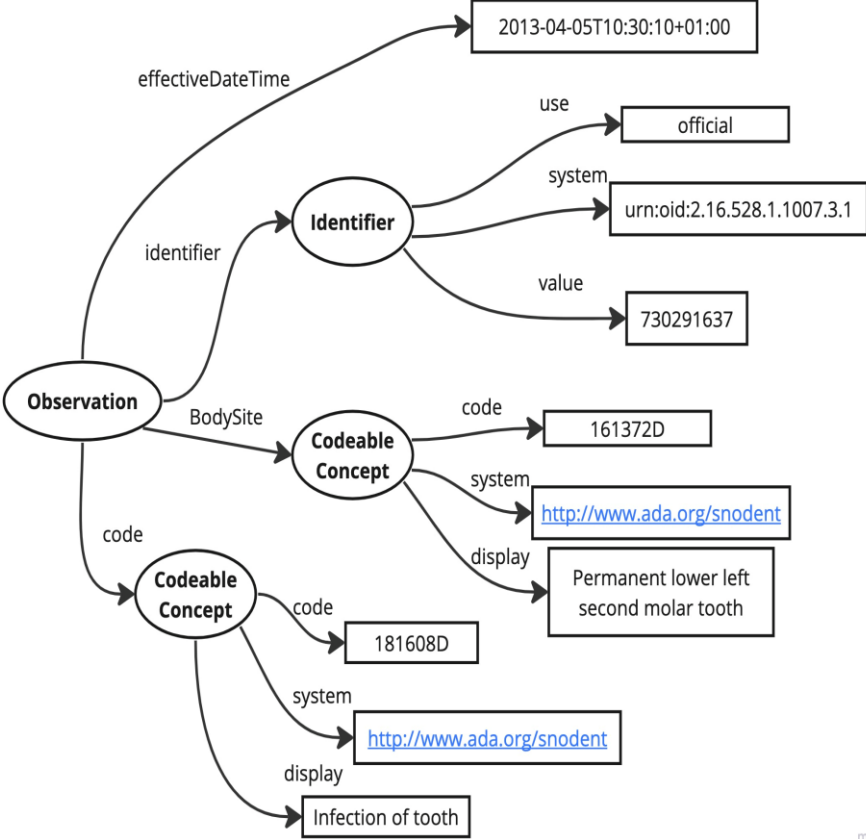 2013-04-05T10:30:10+01:00
effectiveDateTime
use
official
system
urn:oid:2.16.528.1.1007.3.1
Identifier
identifier
value
730291637
Observation
BodySite
code
161372D
Codeable
Concept
system
http://www.ada.org/snodent
display
Permanent lower left
second molar tooth
code
Codeable
Concept
code
181608D
system
http://www.ada.org/snodent
display
Infection of tooth